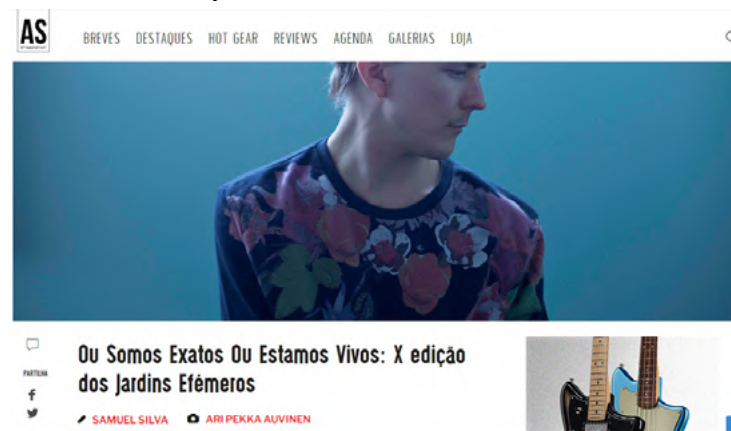 AS
BREVES DESTAQUES HOT GEAR REVIEWS AGENDA GALERIAS LOJA
Ou Somos Exatos Ou Estamos Vivos: X edição
dos Jardins Efémeros
PARTILHA
SAMUEL SILVA ARI PEKKA AUVINEN